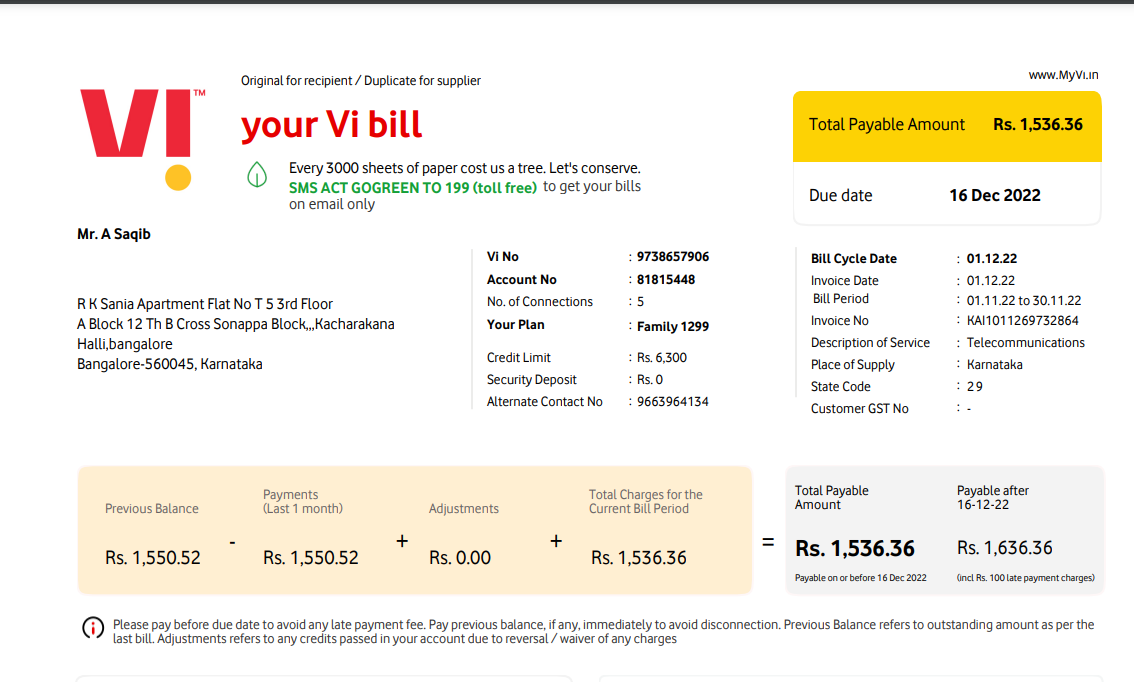 Original for recipient / Duplicate for supplier
www.MyVi.in
VI™
your Vi bill
Every 3000 sheets of paper cost us a tree. Let's conserve.
SMS ACT GOGREEN TO 199 (toll free) to get your bills
on email only
Total Payable Amount Rs. 1,536.36
Due date 16 Dec 2022
Mr. A Saqib
R K Sania Apartment Flat No T 5 3rd Floor
A Block 12 Th B Cross Sonappa Block,,,Kacharakana
Halli,bangalore
Bangalore-560045, Karnataka
Vi No : 9738657906
Account No : 81815448
No. of Connections : 5
Your Plan : Family 1299
Credit Limit : Rs. 6,300
Security Deposit : Rs. 0
Alternate Contact No : 9663964134
Bill Cycle Date : 01.12.22
Invoice Date : 01.12.22
Bill Period : 01.11.22 to 30.11.22
Invoice No : KAI1011269732864
Description of Service : Telecommunications
Place of Supply : Karnataka
State Code : 29
Customer GST No : -
Previous Balance
Rs. 1,550.52
-
Payments
(Last 1 month)
Rs. 1,550.52
+
Adjustments
Rs. 0.00
+
Total Charges for the
Current Bill Period
Rs. 1,536.36
=
Total Payable
Amount
Rs. 1,536.36
Payable on or before 16 Dec 2022
Payable after
16-12-22
Rs. 1,636.36
(incl Rs. 100 late payment charges)
Please pay before due date to avoid any late payment fee. Pay previous balance, if any, immediately to avoid disconnection. Previous Balance refers to outstanding amount as per the
last bill. Adjustments refers to any credits passed in your account due to reversal / waiver of any charges